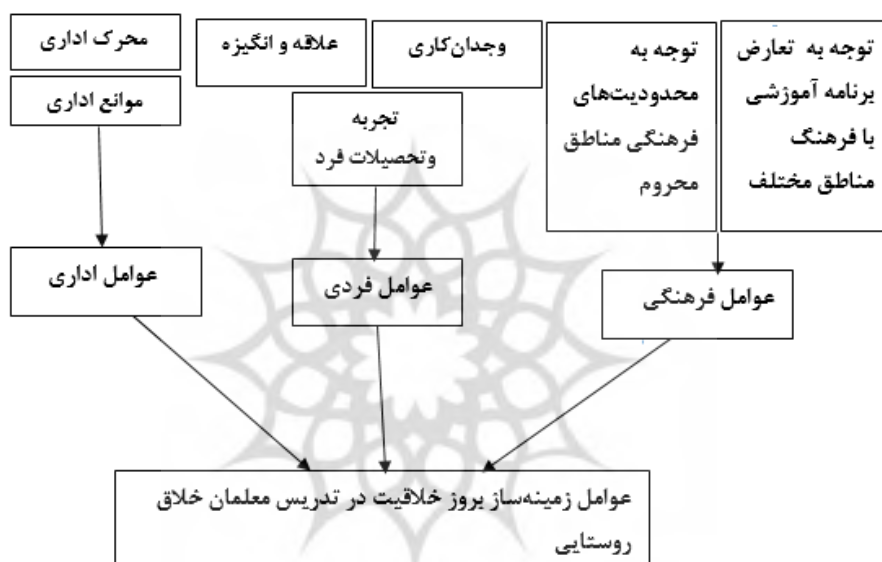 توجه به تعارض
برنامه آموزشی
با فرهنگ
مناطق مختلف
توجه به
محدودیت‌های
فرهنگی مناطق
محروم
وجدان‌کاری
علاقه و انگیزه
تجربه
وتحصیلات فرد
محرک اداری
موانع اداری
عوامل فرهنگی
عوامل فردی
عوامل اداری
عوامل زمینه‌ساز بروز خلاقیت در تدریس معلمان خلاق
روستایی